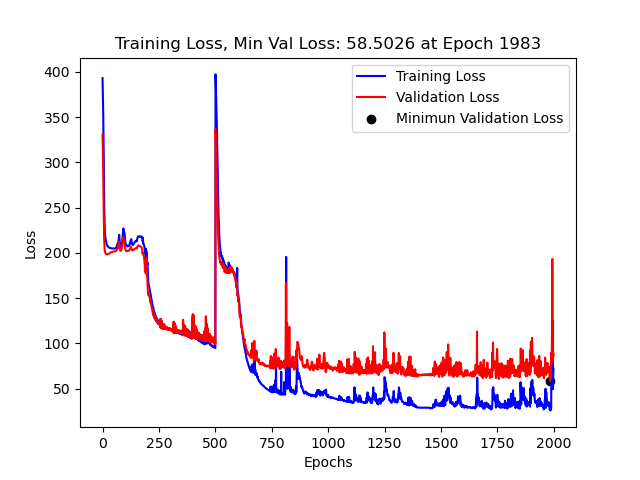 Training Loss, Min Val Loss: 58.5026 at Epoch 1983
Training Loss
Validation Loss
Minimun Validation Loss
Loss
400
350
300
250
200
150
100
50
0
250
500
750
1000
1250
1500
1750
2000
Epochs